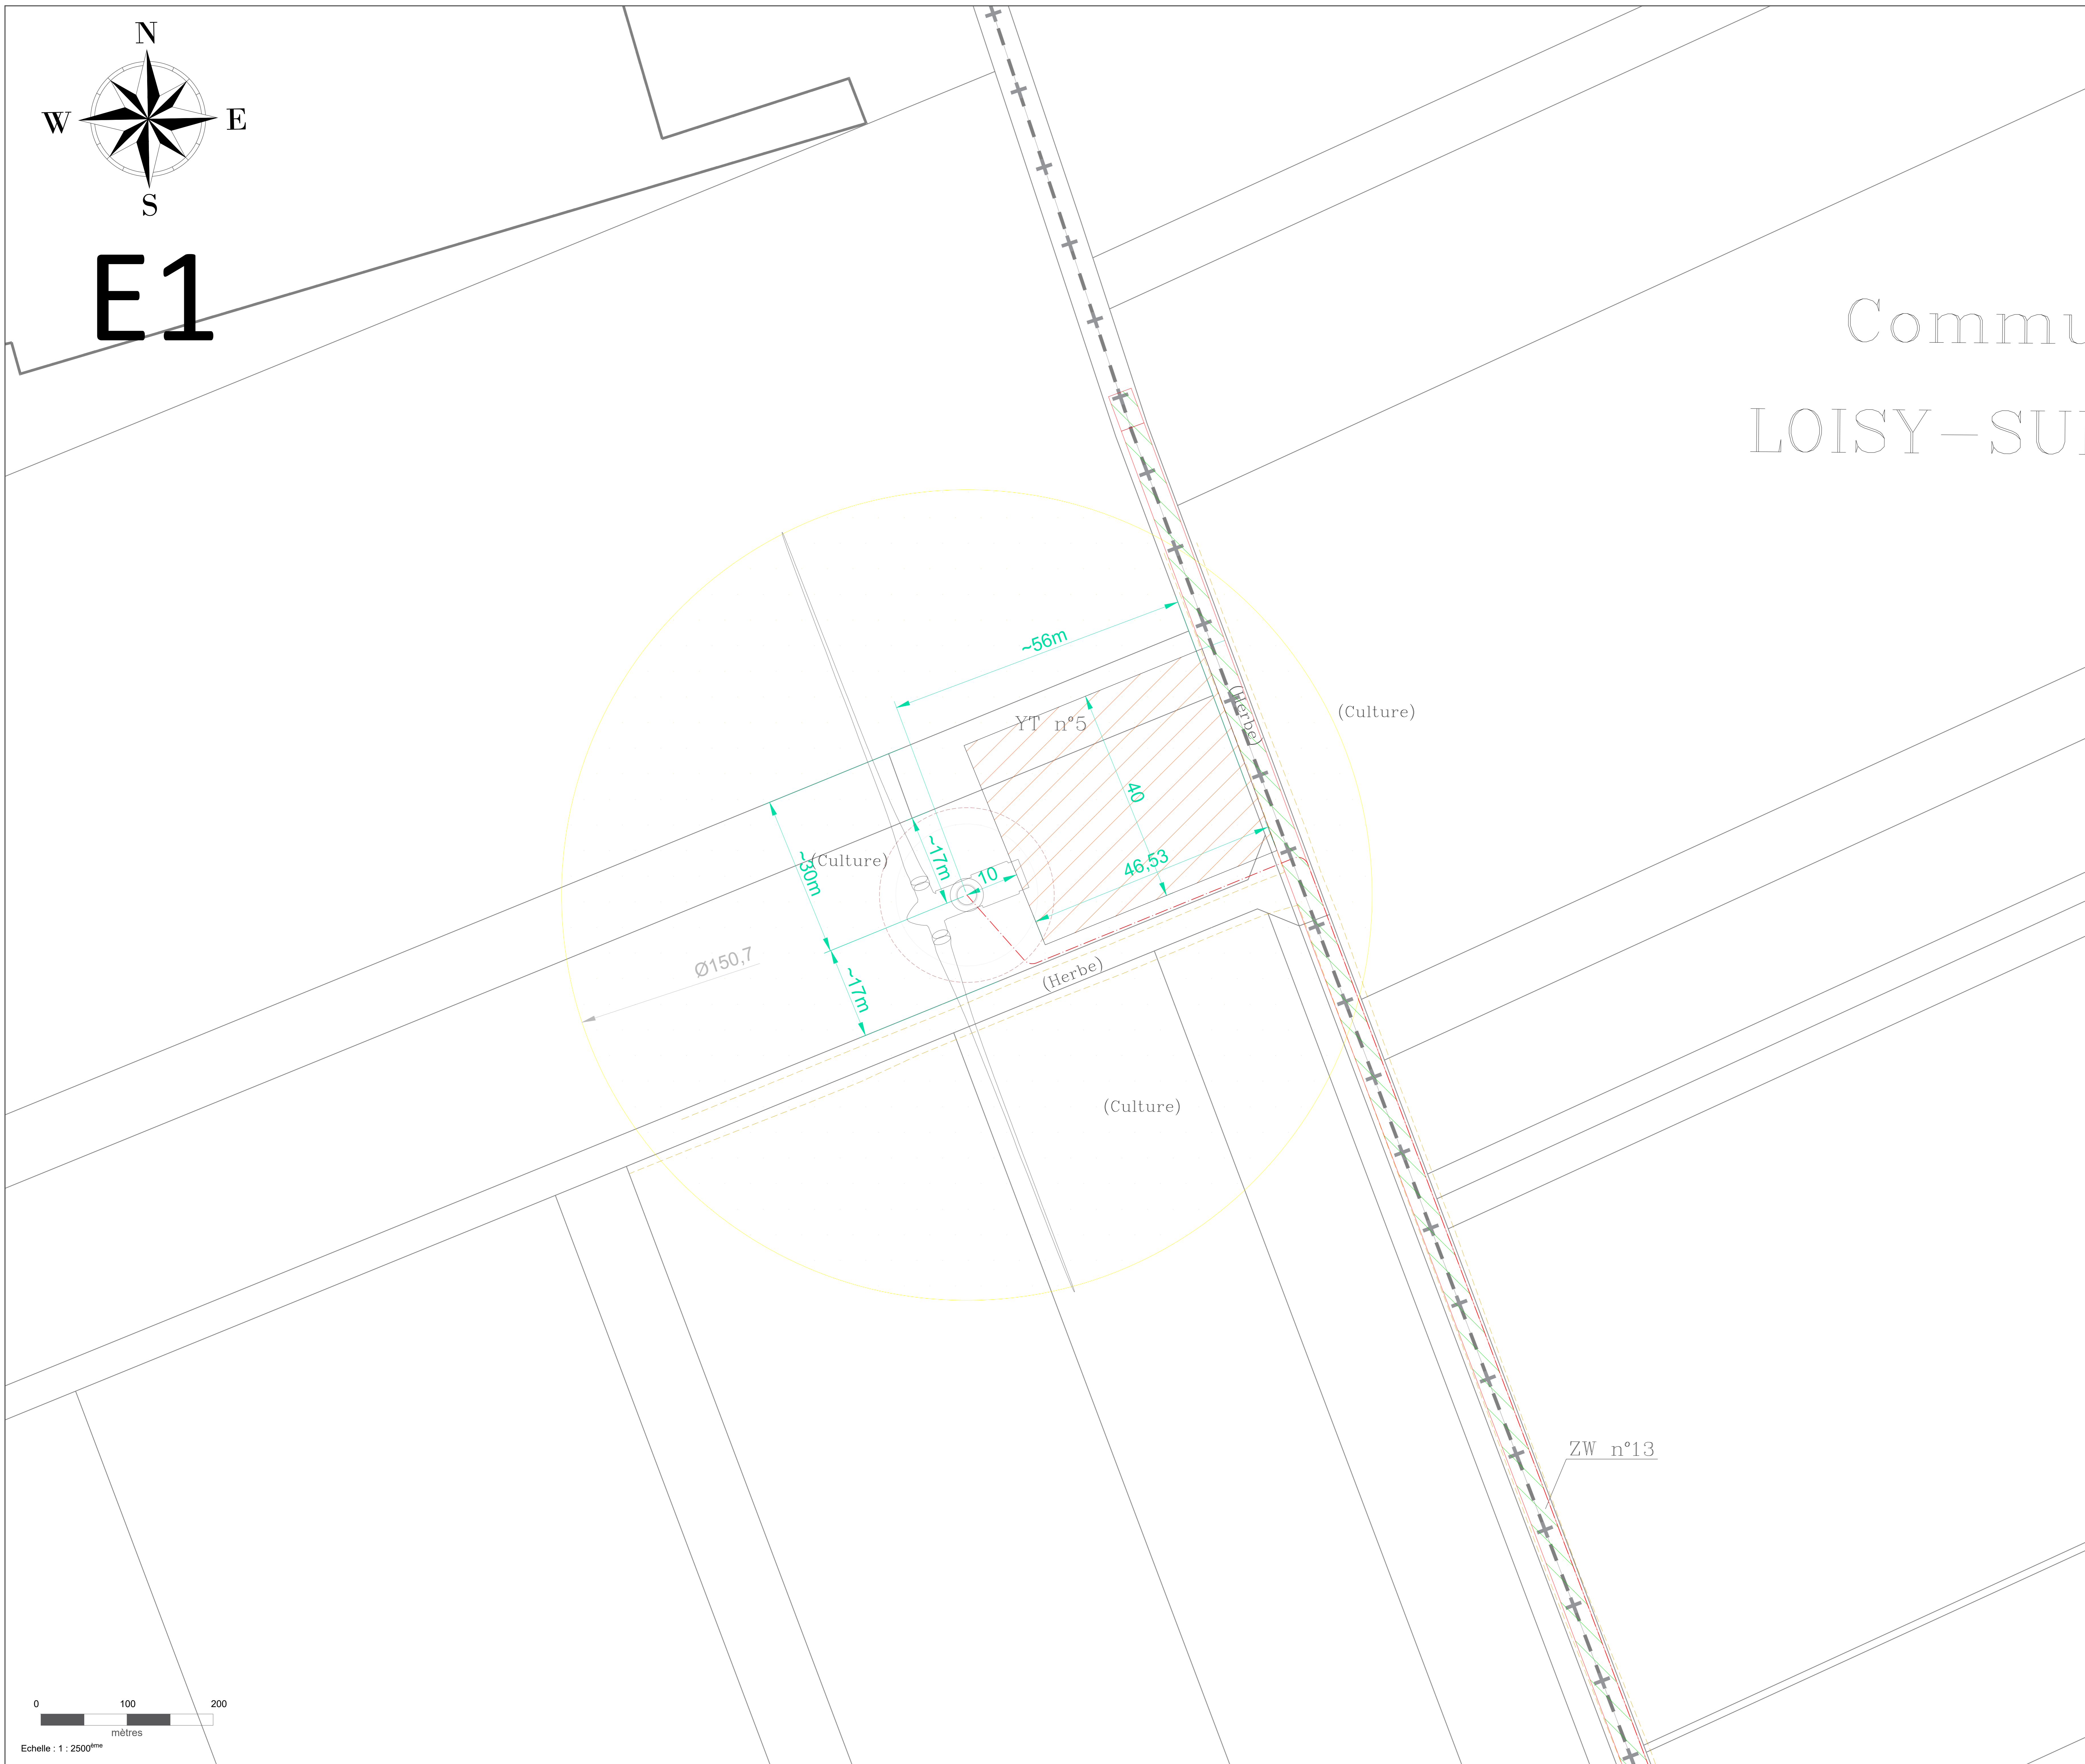 N
W E
S
E1
Commu
LOISY-SU
~56m
(Herbe)
(Culture)
YT n°5
40
~17m
(Culture)
~30m
46,53
10
Ø150,7
~17m
(Herbe)
(Culture)
ZW n°13
0 100 200
mètres
Echelle : 1 : 2500ème